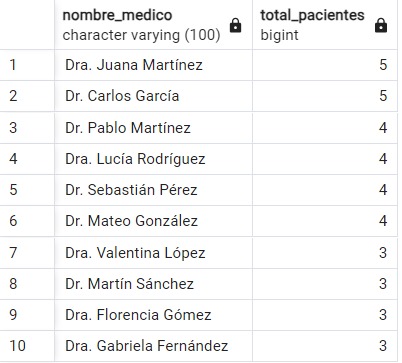 nombre_medico total_pacientes
character varying (100) bigint
1 Dra. Juana Martínez 5
2 Dr. Carlos García 5
3 Dr. Pablo Martínez 4
4 Dra. Lucía Rodríguez 4
5 Dr. Sebastián Pérez 4
6 Dr. Mateo González 4
7 Dra. Valentina López 3
8 Dr. Martín Sánchez 3
9 Dra. Florencia Gómez 3
10 Dra. Gabriela Fernández 3